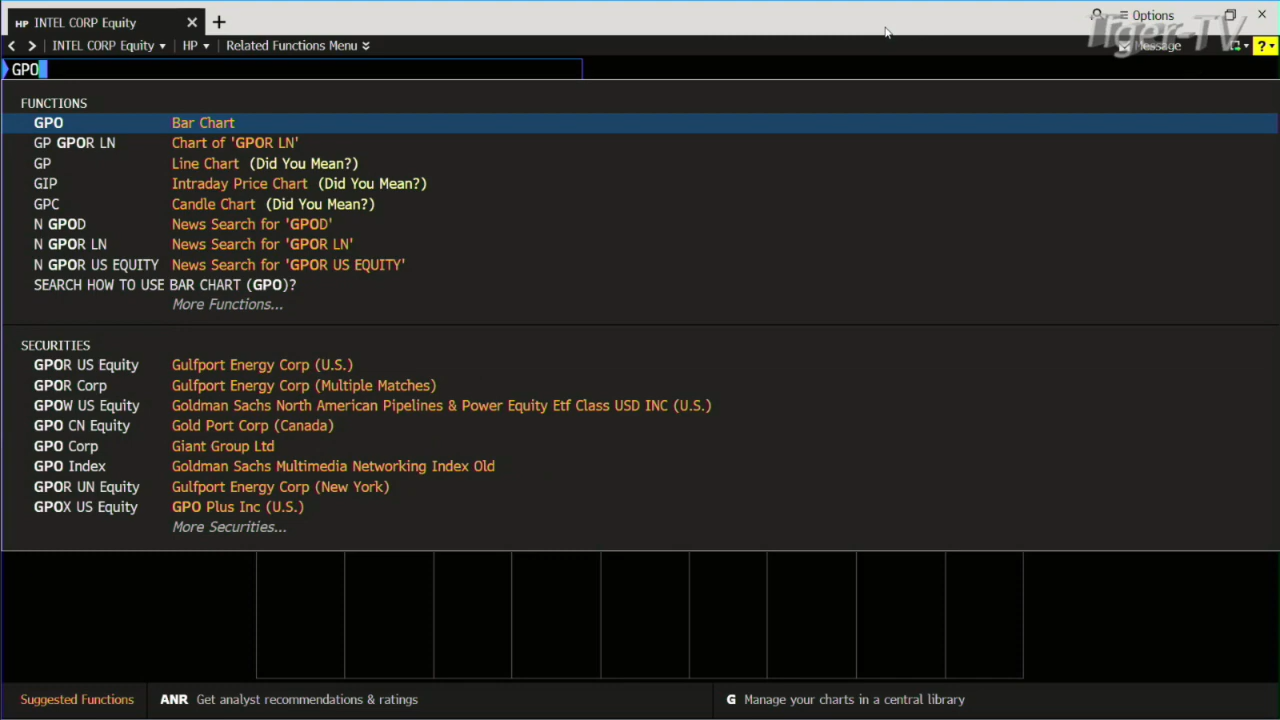 HP INTEL CORP Equity
Options
INTEL CORP Equity HP Related Functions Menu
Message
?
Tiger-TV
GPO
FUNCTIONS
GPO Bar Chart
GP GPOR LN Chart of 'GPOR LN'
GP Line Chart (Did You Mean?)
GIP Intraday Price Chart (Did You Mean?)
GPC Candle Chart (Did You Mean?)
N GPOD News Search for 'GPOD'
N GPOR LN News Search for 'GPOR LN'
N GPOR US EQUITY News Search for 'GPOR US EQUITY'
SEARCH HOW TO USE BAR CHART (GPO)?
More Functions...
SECURITIES
GPOR US Equity Gulfport Energy Corp (U.S.)
GPOR Corp Gulfport Energy Corp (Multiple Matches)
GPOW US Equity Goldman Sachs North American Pipelines & Power Equity Etf Class USD INC (U.S.)
GPO CN Equity Gold Port Corp (Canada)
GPO Corp Giant Group Ltd
GPO Index Goldman Sachs Multimedia Networking Index Old
GPOR UN Equity Gulfport Energy Corp (New York)
GPOX US Equity GPO Plus Inc (U.S.)
More Securities...
Suggested Functions ANR Get analyst recommendations & ratings G Manage your charts in a central library